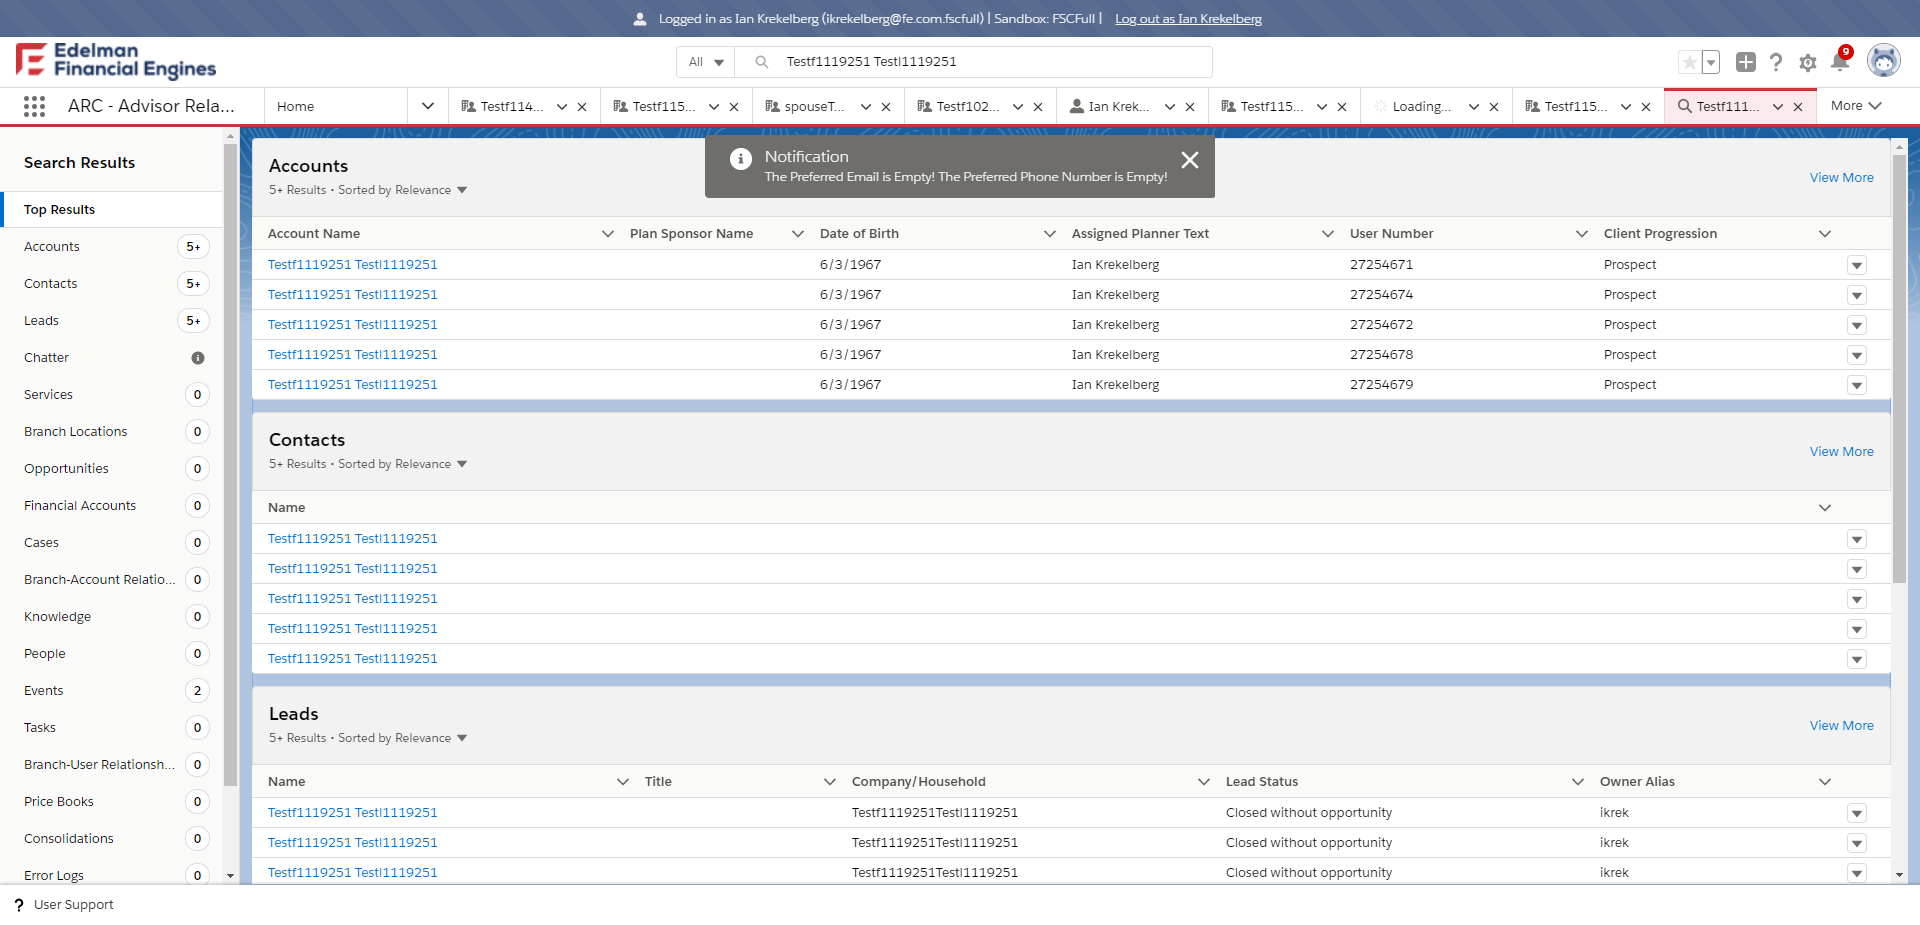 Logged in as Ian Krekelberg (ikrekelberg@fe.com.fscfull) | Sandbox: FSCFull | Log out as Ian Krekelberg
Edelman
Financial Engines
All
Testf1119251 Testl1119251
9
ARC - Advisor Rela...
Home
Testf114...
Testf115...
spouseT...
Testf102...
Ian Krek...
Testf115...
Loading...
Testf115...
Testf111...
More
Search Results
Top Results
Accounts 5+
Contacts 5+
Leads 5+
Chatter
Services 0
Branch Locations 0
Opportunities 0
Financial Accounts 0
Cases 0
Branch-Account Relatio... 0
Knowledge 0
People 0
Events 2
Tasks 0
Branch-User Relationsh... 0
Price Books 0
Consolidations 0
Error Logs 0
Notification
The Preferred Email is Empty! The Preferred Phone Number is Empty!
Accounts
5+ Results • Sorted by Relevance
View More
Account Name Plan Sponsor Name Date of Birth Assigned Planner Text User Number Client Progression
Testf1119251 Testl1119251 6/3/1967 Ian Krekelberg 27254671 Prospect
Testf1119251 Testl1119251 6/3/1967 Ian Krekelberg 27254674 Prospect
Testf1119251 Testl1119251 6/3/1967 Ian Krekelberg 27254672 Prospect
Testf1119251 Testl1119251 6/3/1967 Ian Krekelberg 27254678 Prospect
Testf1119251 Testl1119251 6/3/1967 Ian Krekelberg 27254679 Prospect
Contacts
5+ Results • Sorted by Relevance
View More
Name
Testf1119251 Testl1119251
Testf1119251 Testl1119251
Testf1119251 Testl1119251
Testf1119251 Testl1119251
Testf1119251 Testl1119251
Leads
5+ Results • Sorted by Relevance
View More
Name Title Company/Household Lead Status Owner Alias
Testf1119251 Testl1119251 Testf1119251Testl1119251 Closed without opportunity ikrek
Testf1119251 Testl1119251 Testf1119251Testl1119251 Closed without opportunity ikrek
Testf1119251 Testl1119251 Testf1119251Testl1119251 Closed without opportunity ikrek
? User Support